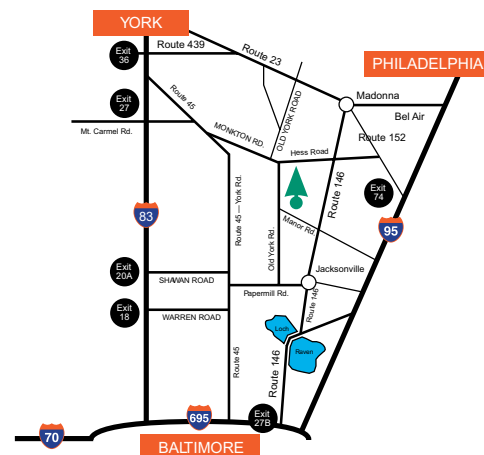 YORK
Route 439
Route 23
Exit
36
PHILADELPHIA
Route 45
OLD YORK ROAD
Exit
27
Madonna
Bel Air
Mt. Carmel Rd.
MONKTON RD.
Route 152
Hess Road
Route 146
Exit
74
Route 45 — York Rd.
83
Manor Rd.
95
Old York Rd.
Exit
20A
SHAWAN ROAD
Jacksonville
Papermill Rd.
Route 146
Exit
18
WARREN ROAD
Loch
Ravan
Route 45
Route 146
695
Exit
27B
70
BALTIMORE